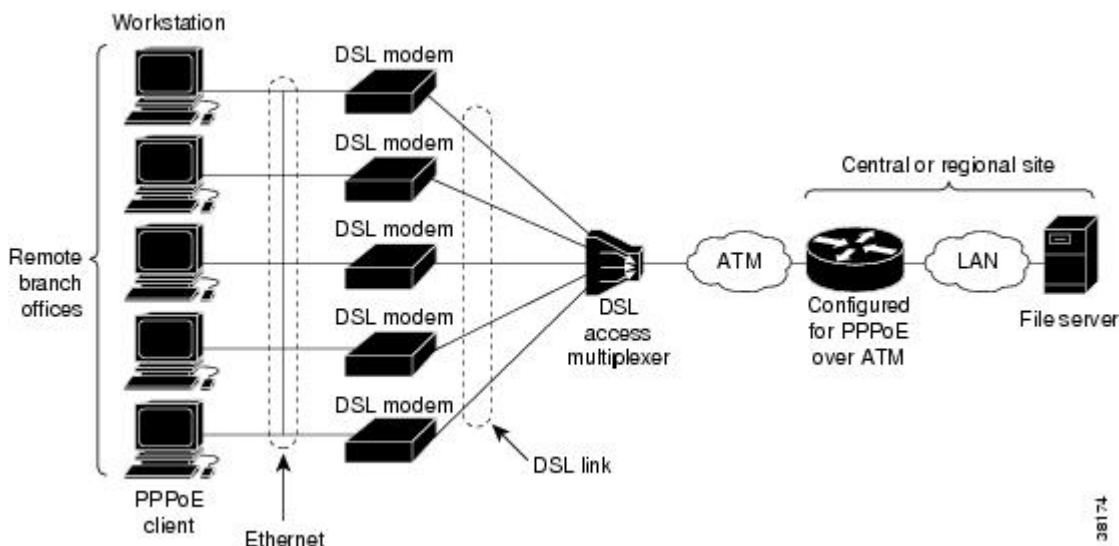 Workstation
DSL modem
DSL modem
DSL modem
DSL modem
DSL modem
Remote
branch
offices
PPPoE
client
Ethernet
DSL link
DSL
access
multiplexer
ATM
Central or regional site
Configured
for PPPoE
over ATM
LAN
File server
38174